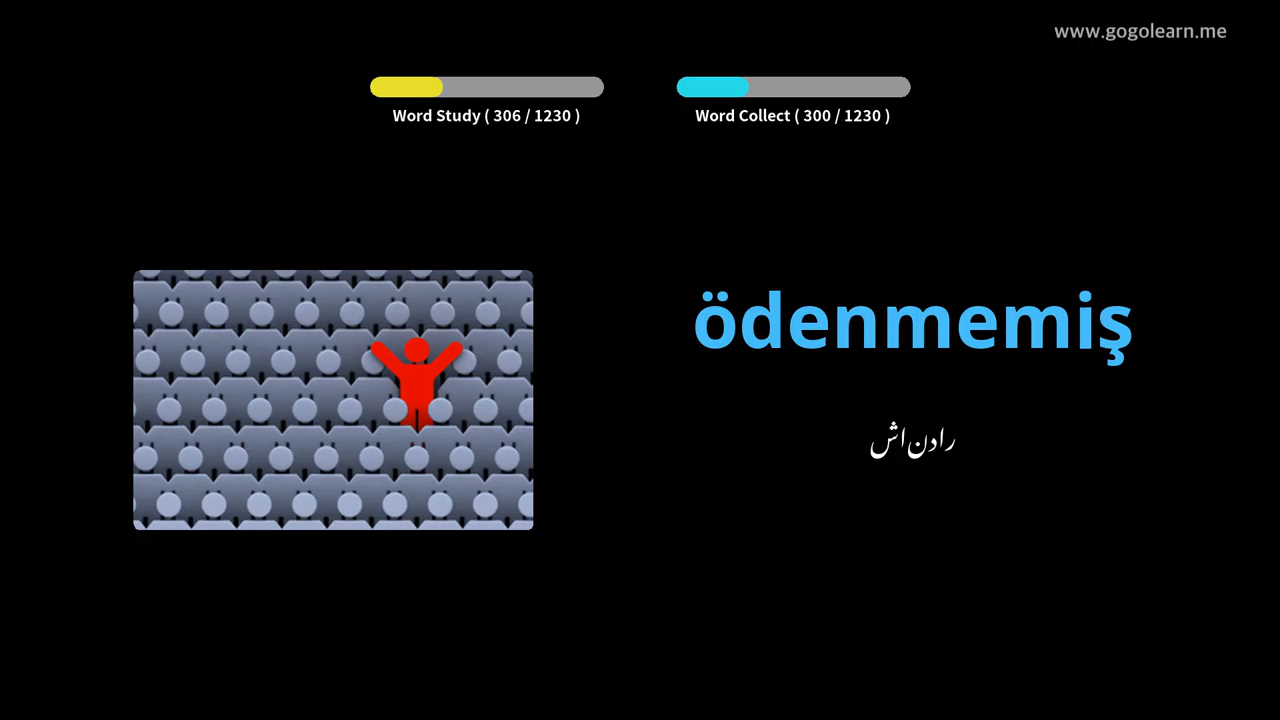 www.gogolearn.me
Word Study ( 306 / 1230 )
Word Collect ( 300 / 1230 )
ödenmemiş
رادن‌اش